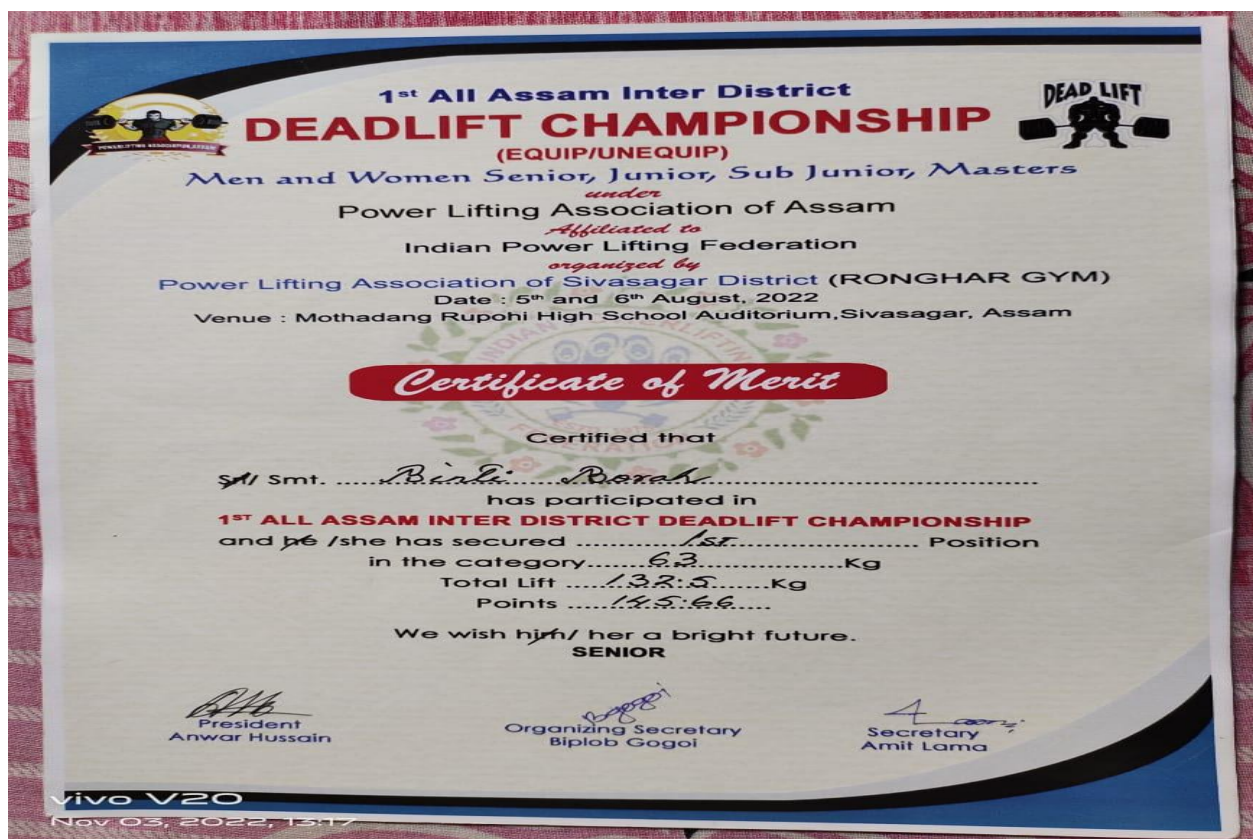 1st All Assam Inter District
DEADLIFT CHAMPIONSHIP
DEAD LIFT
POWERLIFTING ASSOCIATION, ASSAM
(EQUIP/UNEQUIP)
Men and Women Senior, Junior, Sub Junior, Masters
under
Power Lifting Association of Assam
Affiliated to
Indian Power Lifting Federation
organized by
Power Lifting Association of Sivasagar District (RONGHAR GYM)
Date : 5th and 6th August, 2022
Venue : Mothadang Rupohi High School Auditorium,Sivasagar, Assam
INDIAN POWERLIFTING
FEDERATION
Certificate of Merit
Certified that
Sri/ Smt. ..... Borah
has participated in
1ST ALL ASSAM INTER DISTRICT DEADLIFT CHAMPIONSHIP
and he /she has secured ............1st........................ Position
in the category.......63...................Kg
Total Lift ......132.5.......Kg
Points ......145.66.....
We wish him/ her a bright future.
SENIOR
President
Anwar Hussain
Organizing Secretary
Biplob Gogoi
Secretary
Amit Lama
vivo V20
Nov 03, 2022, 13:17